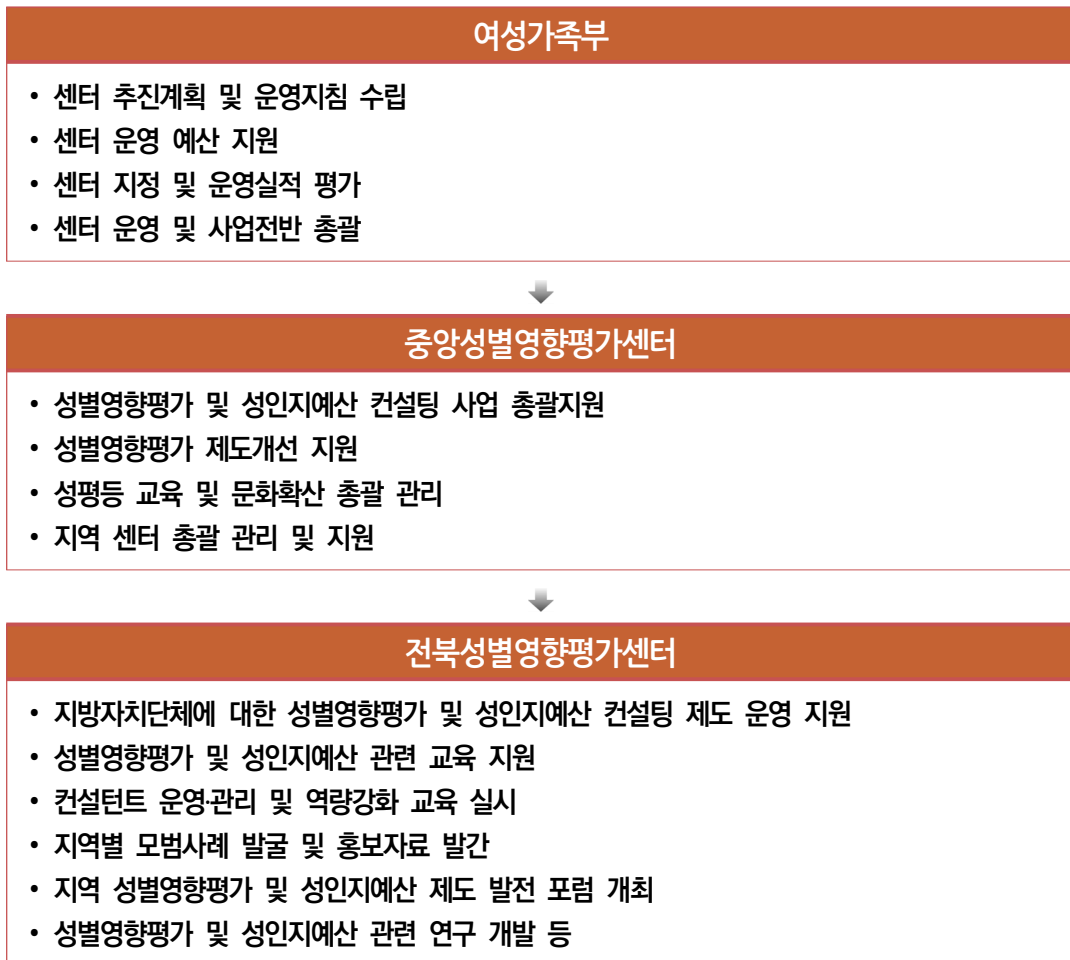 여성가족부
• 센터 추진계획 및 운영지침 수립
• 센터 운영 예산 지원
• 센터 지정 및 운영실적 평가
• 센터 운영 및 사업전반 총괄
중앙성별영향평가센터
• 성별영향평가 및 성인지예산 컨설팅 사업 총괄지원
• 성별영향평가 제도개선 지원
• 성평등 교육 및 문화확산 총괄 관리
• 지역 센터 총괄 관리 및 지원
전북성별영향평가센터
• 지방자치단체에 대한 성별영향평가 및 성인지예산 컨설팅 제도 운영 지원
• 성별영향평가 및 성인지예산 관련 교육 지원
• 컨설턴트 운영·관리 및 역량강화 교육 실시
• 지역별 모범사례 발굴 및 홍보자료 발간
• 지역 성별영향평가 및 성인지예산 제도 발전 포럼 개최
• 성별영향평가 및 성인지예산 관련 연구 개발 등